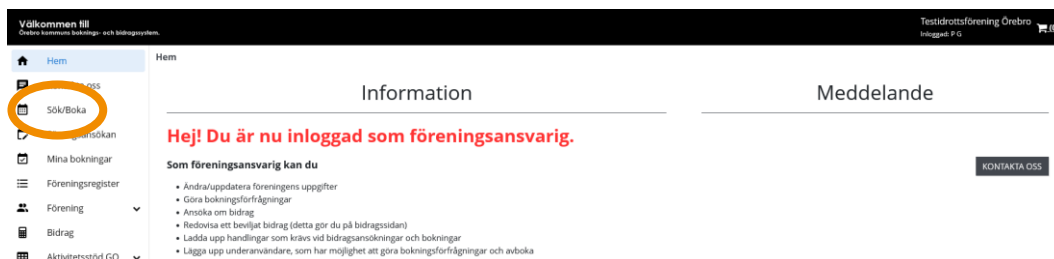 Välkommen till
Örebro kommuns boknings- och bidragssystem.
Testidrottsförening Örebro
Inloggad: P G
Hem
Hem
oss
Sök/Boka
Mina bokningar
Föreningsregister
Förening
Bidrag
Aktivitetsstöd GO
Information
Hej! Du är nu inloggad som föreningsansvarig.
Som föreningsansvarig kan du
• Ändra/uppdatera föreningens uppgifter
• Göra bokningsförfrågningar
• Ansöka om bidrag
• Redovisa ett beviljat bidrag (detta gör du på bidragssidan)
• Ladda upp handlingar som krävs vid bidragsansökningar och bokningar
• Lägga upp underanvändare, som har möjlighet att göra bokningsförfrågningar och avboka
Meddelande
KONTAKTA OSS